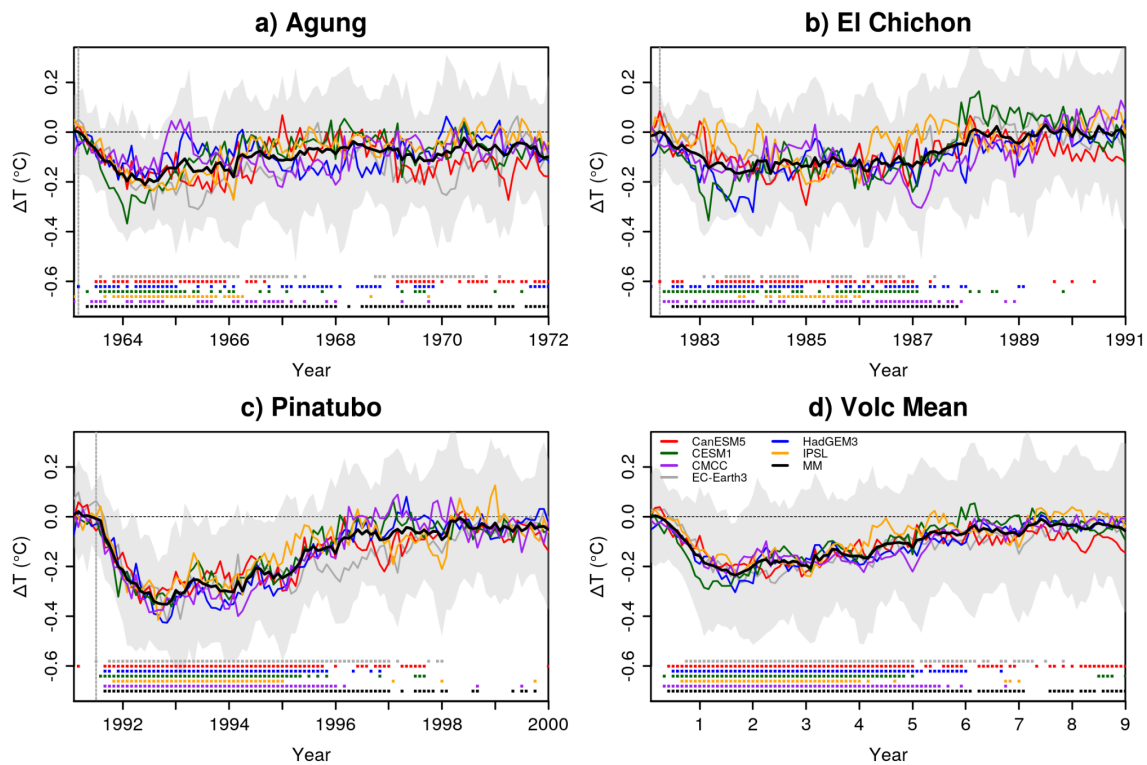 a) Agung
ΔT (°C)
0.2
0.0
-0.2
-0.4
-0.6
1964 1966 1968 1970 1972
Year
b) El Chichon
ΔT (°C)
0.2
0.0
-0.2
-0.4
-0.6
1983 1985 1987 1989 1991
Year
c) Pinatubo
ΔT (°C)
0.2
0.0
-0.2
-0.4
-0.6
1992 1994 1996 1998 2000
Year
d) Volc Mean
ΔT (°C)
0.2
0.0
-0.2
-0.4
-0.6
CanESM5
CESM1
CMCC
EC-Earth3
HadGEM3
IPSL
MM
1 2 3 4 5 6 7 8 9
Year